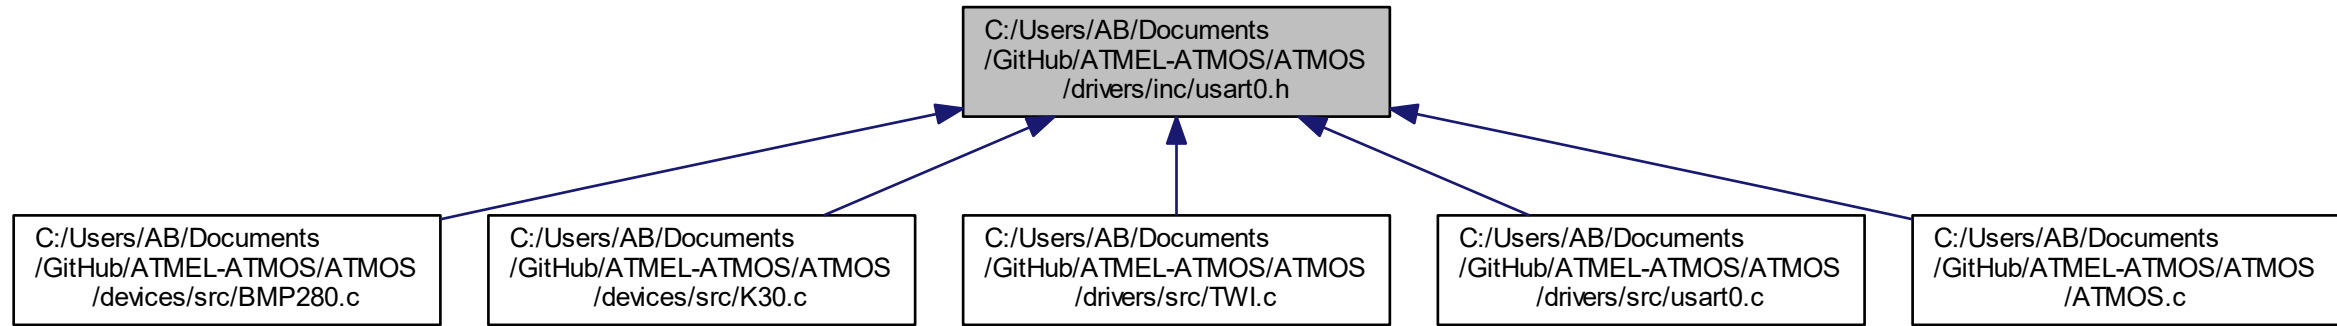 C:/Users/AB/Documents
/GitHub/ATMEL-ATMOS/ATMOS
/drivers/inc/usart0.h
C:/Users/AB/Documents
/GitHub/ATMEL-ATMOS/ATMOS
/devices/src/BMP280.c
C:/Users/AB/Documents
/GitHub/ATMEL-ATMOS/ATMOS
/devices/src/K30.c
C:/Users/AB/Documents
/GitHub/ATMEL-ATMOS/ATMOS
/drivers/src/TWI.c
C:/Users/AB/Documents
/GitHub/ATMEL-ATMOS/ATMOS
/drivers/src/usart0.c
C:/Users/AB/Documents
/GitHub/ATMEL-ATMOS/ATMOS
/ATMOS.c